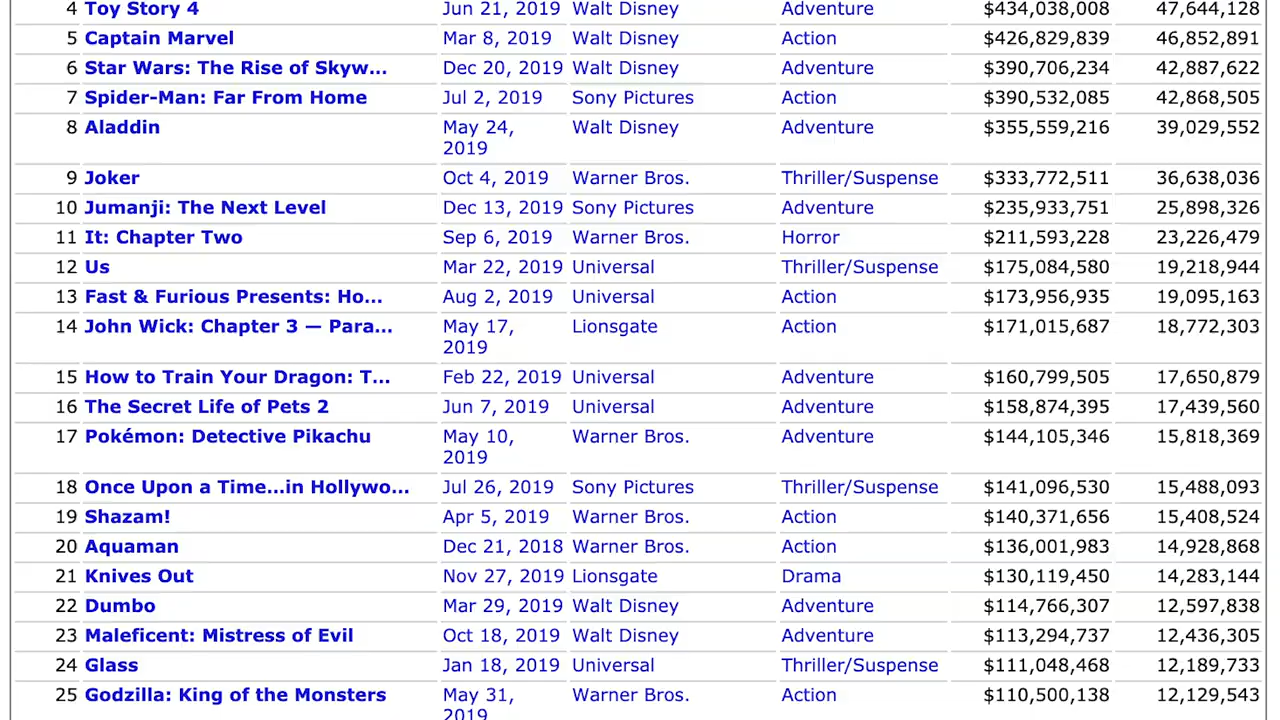 4 Toy Story 4 Jun 21, 2019 Walt Disney Adventure $434,038,008 47,644,128
5 Captain Marvel Mar 8, 2019 Walt Disney Action $426,829,839 46,852,891
6 Star Wars: The Rise of Skyw... Dec 20, 2019 Walt Disney Adventure $390,706,234 42,887,622
7 Spider-Man: Far From Home Jul 2, 2019 Sony Pictures Action $390,532,085 42,868,505
8 Aladdin May 24, Walt Disney Adventure $355,559,216 39,029,552
2019
9 Joker Oct 4, 2019 Warner Bros. Thriller/Suspense $333,772,511 36,638,036
10 Jumanji: The Next Level Dec 13, 2019 Sony Pictures Adventure $235,933,751 25,898,326
11 It: Chapter Two Sep 6, 2019 Warner Bros. Horror $211,593,228 23,226,479
12 Us Mar 22, 2019 Universal Thriller/Suspense $175,084,580 19,218,944
13 Fast & Furious Presents: Ho... Aug 2, 2019 Universal Action $173,956,935 19,095,163
14 John Wick: Chapter 3 — Para... May 17, Lionsgate Action $171,015,687 18,772,303
2019
15 How to Train Your Dragon: T... Feb 22, 2019 Universal Adventure $160,799,505 17,650,879
16 The Secret Life of Pets 2 Jun 7, 2019 Universal Adventure $158,874,395 17,439,560
17 Pokémon: Detective Pikachu May 10, Warner Bros. Adventure $144,105,346 15,818,369
2019
18 Once Upon a Time...in Hollywo... Jul 26, 2019 Sony Pictures Thriller/Suspense $141,096,530 15,488,093
19 Shazam! Apr 5, 2019 Warner Bros. Action $140,371,656 15,408,524
20 Aquaman Dec 21, 2018 Warner Bros. Action $136,001,983 14,928,868
21 Knives Out Nov 27, 2019 Lionsgate Drama $130,119,450 14,283,144
22 Dumbo Mar 29, 2019 Walt Disney Adventure $114,766,307 12,597,838
23 Maleficent: Mistress of Evil Oct 18, 2019 Walt Disney Adventure $113,294,737 12,436,305
24 Glass Jan 18, 2019 Universal Thriller/Suspense $111,048,468 12,189,733
25 Godzilla: King of the Monsters May 31, Warner Bros. Action $110,500,138 12,129,543
2019